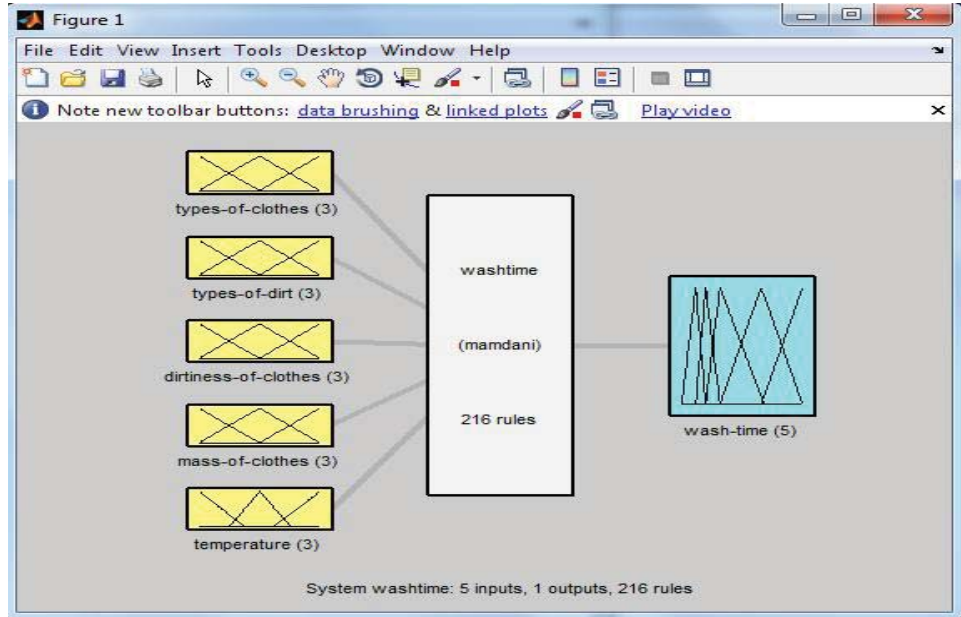 Figure 1
File Edit View Insert Tools Desktop Window Help
Note new toolbar buttons: data brushing & linked plots Play video
types-of-clothes (3)
types-of-dirt (3)
dirtiness-of-clothes (3)
mass-of-clothes (3)
temperature (3)
washtime
(mamdani)
216 rules
wash-time (5)
System washtime: 5 inputs, 1 outputs, 216 rules